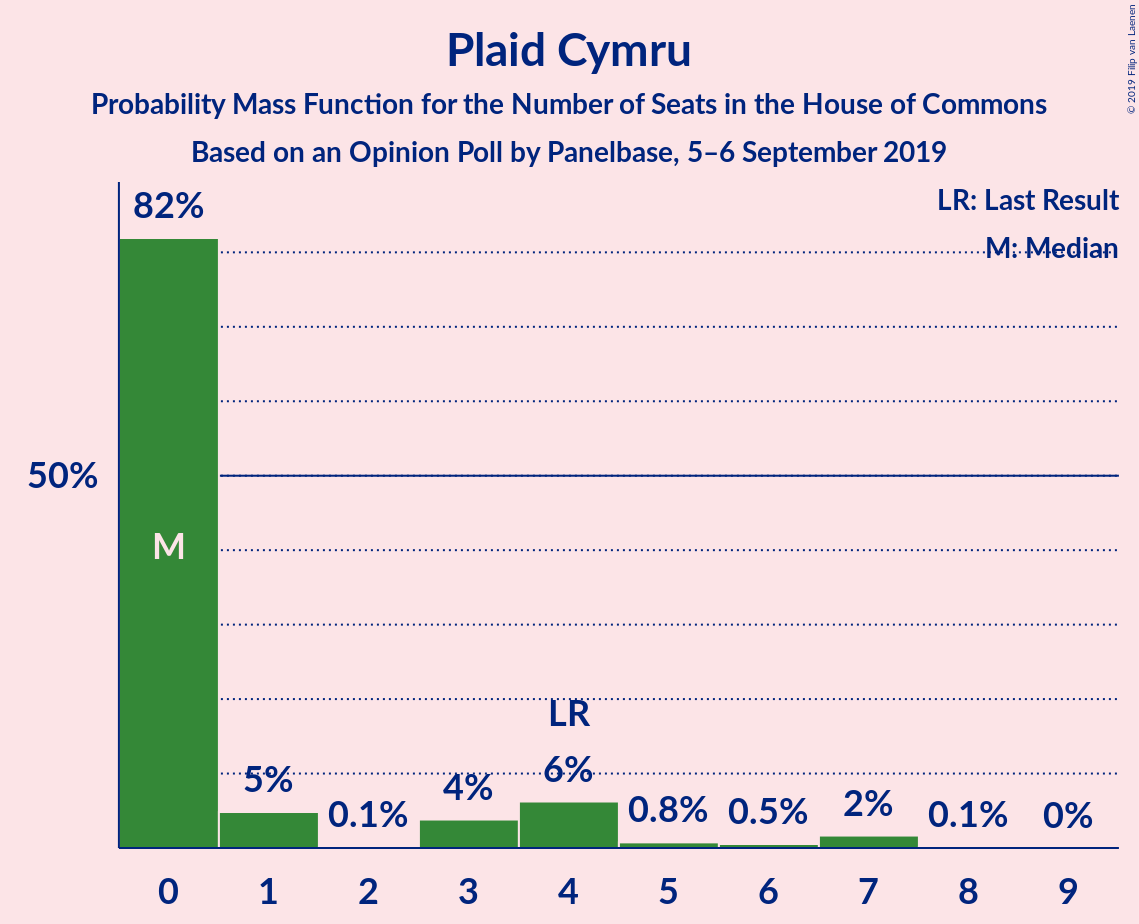 Plaid Cymru
Probability Mass Function for the Number of Seats in the House of Commons
Based on an Opinion Poll by Panelbase, 5–6 September 2019
© 2019 Filip van Laenen
LR: Last Result
M: Median
82%
50%
M
LR
5%
0.1%
4%
6%
0.8%
0.5%
2%
0.1%
0%
0 1 2 3 4 5 6 7 8 9